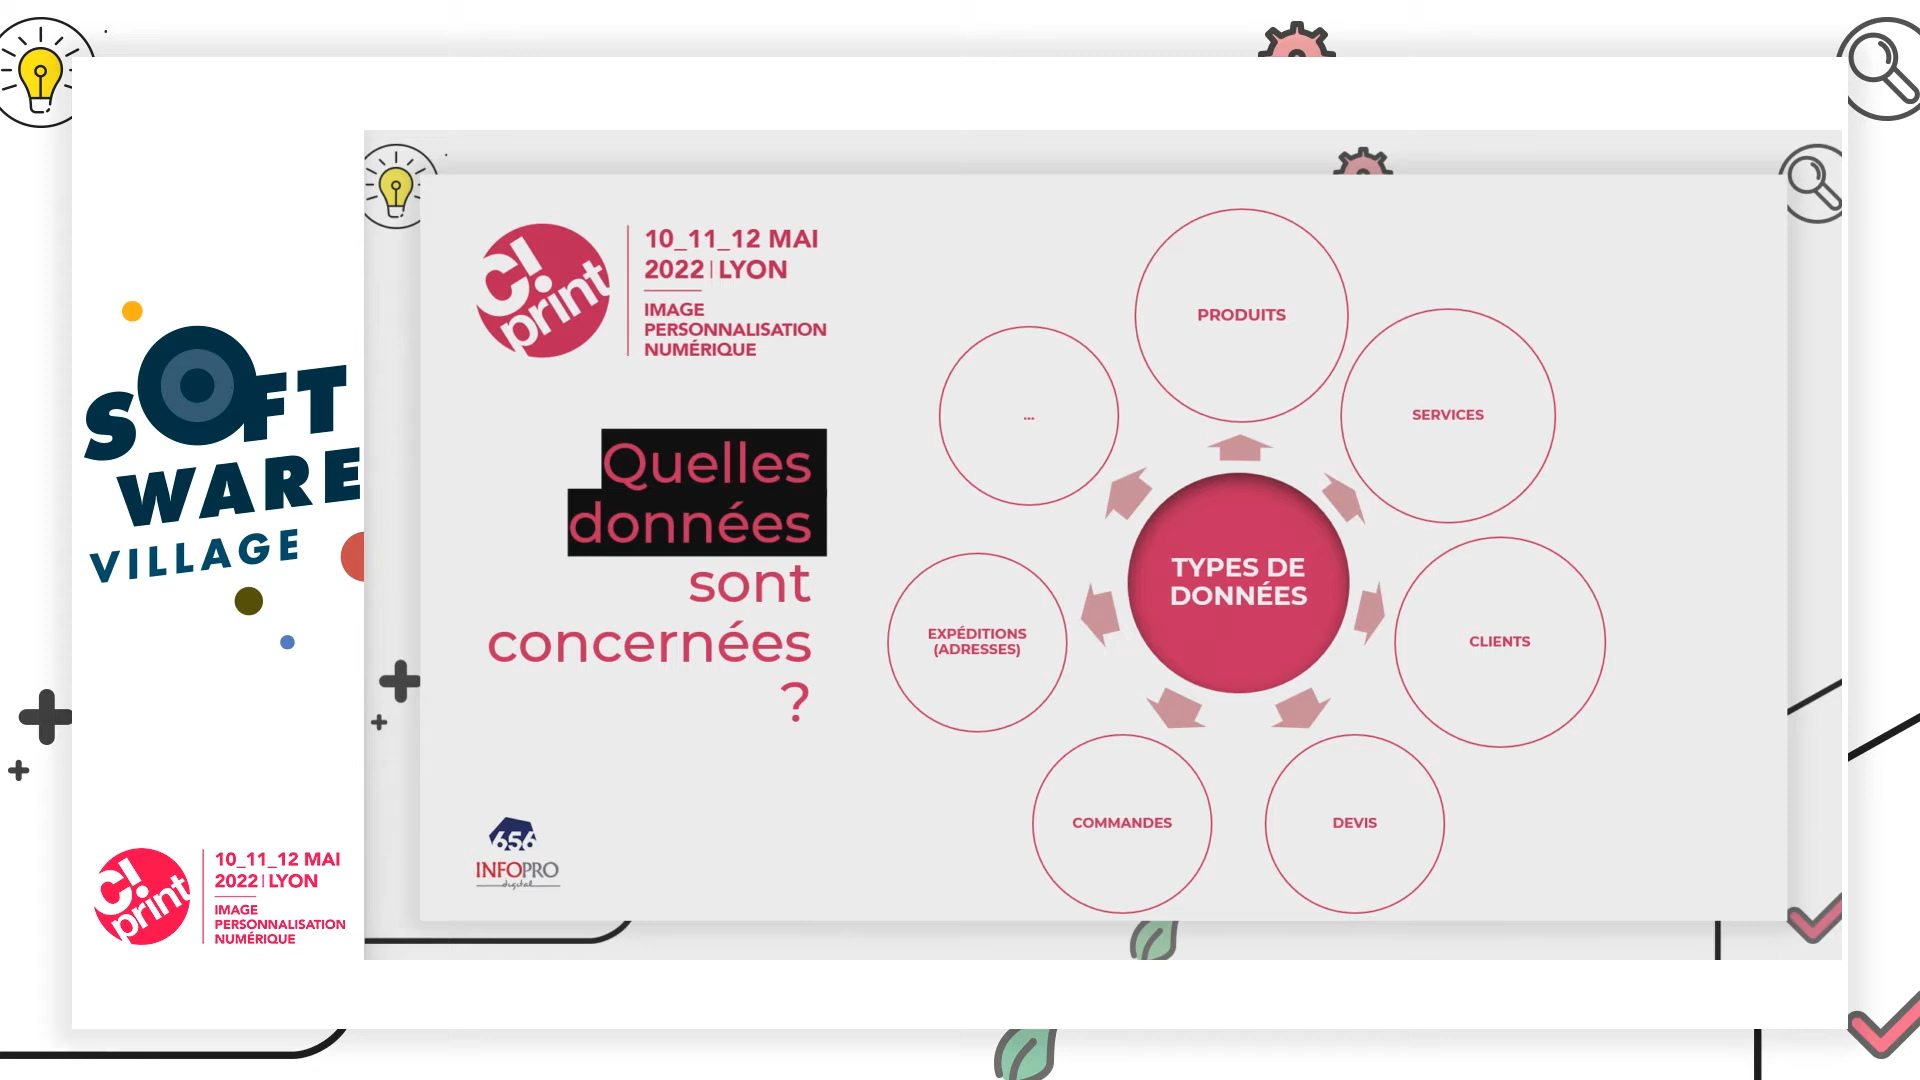 SOFT
WARE
VILLAGE
C!
print
10_11_12 MAI
2022 | LYON
IMAGE
PERSONNALISATION
NUMÉRIQUE
C!
print
10_11_12 MAI
2022 | LYON
IMAGE
PERSONNALISATION
NUMÉRIQUE
Quelles
données
sont
concernées
?
656
INFOPRO
digital
TYPES DE
DONNÉES
PRODUITS
SERVICES
CLIENTS
DEVIS
COMMANDES
EXPÉDITIONS
(ADRESSES)
...